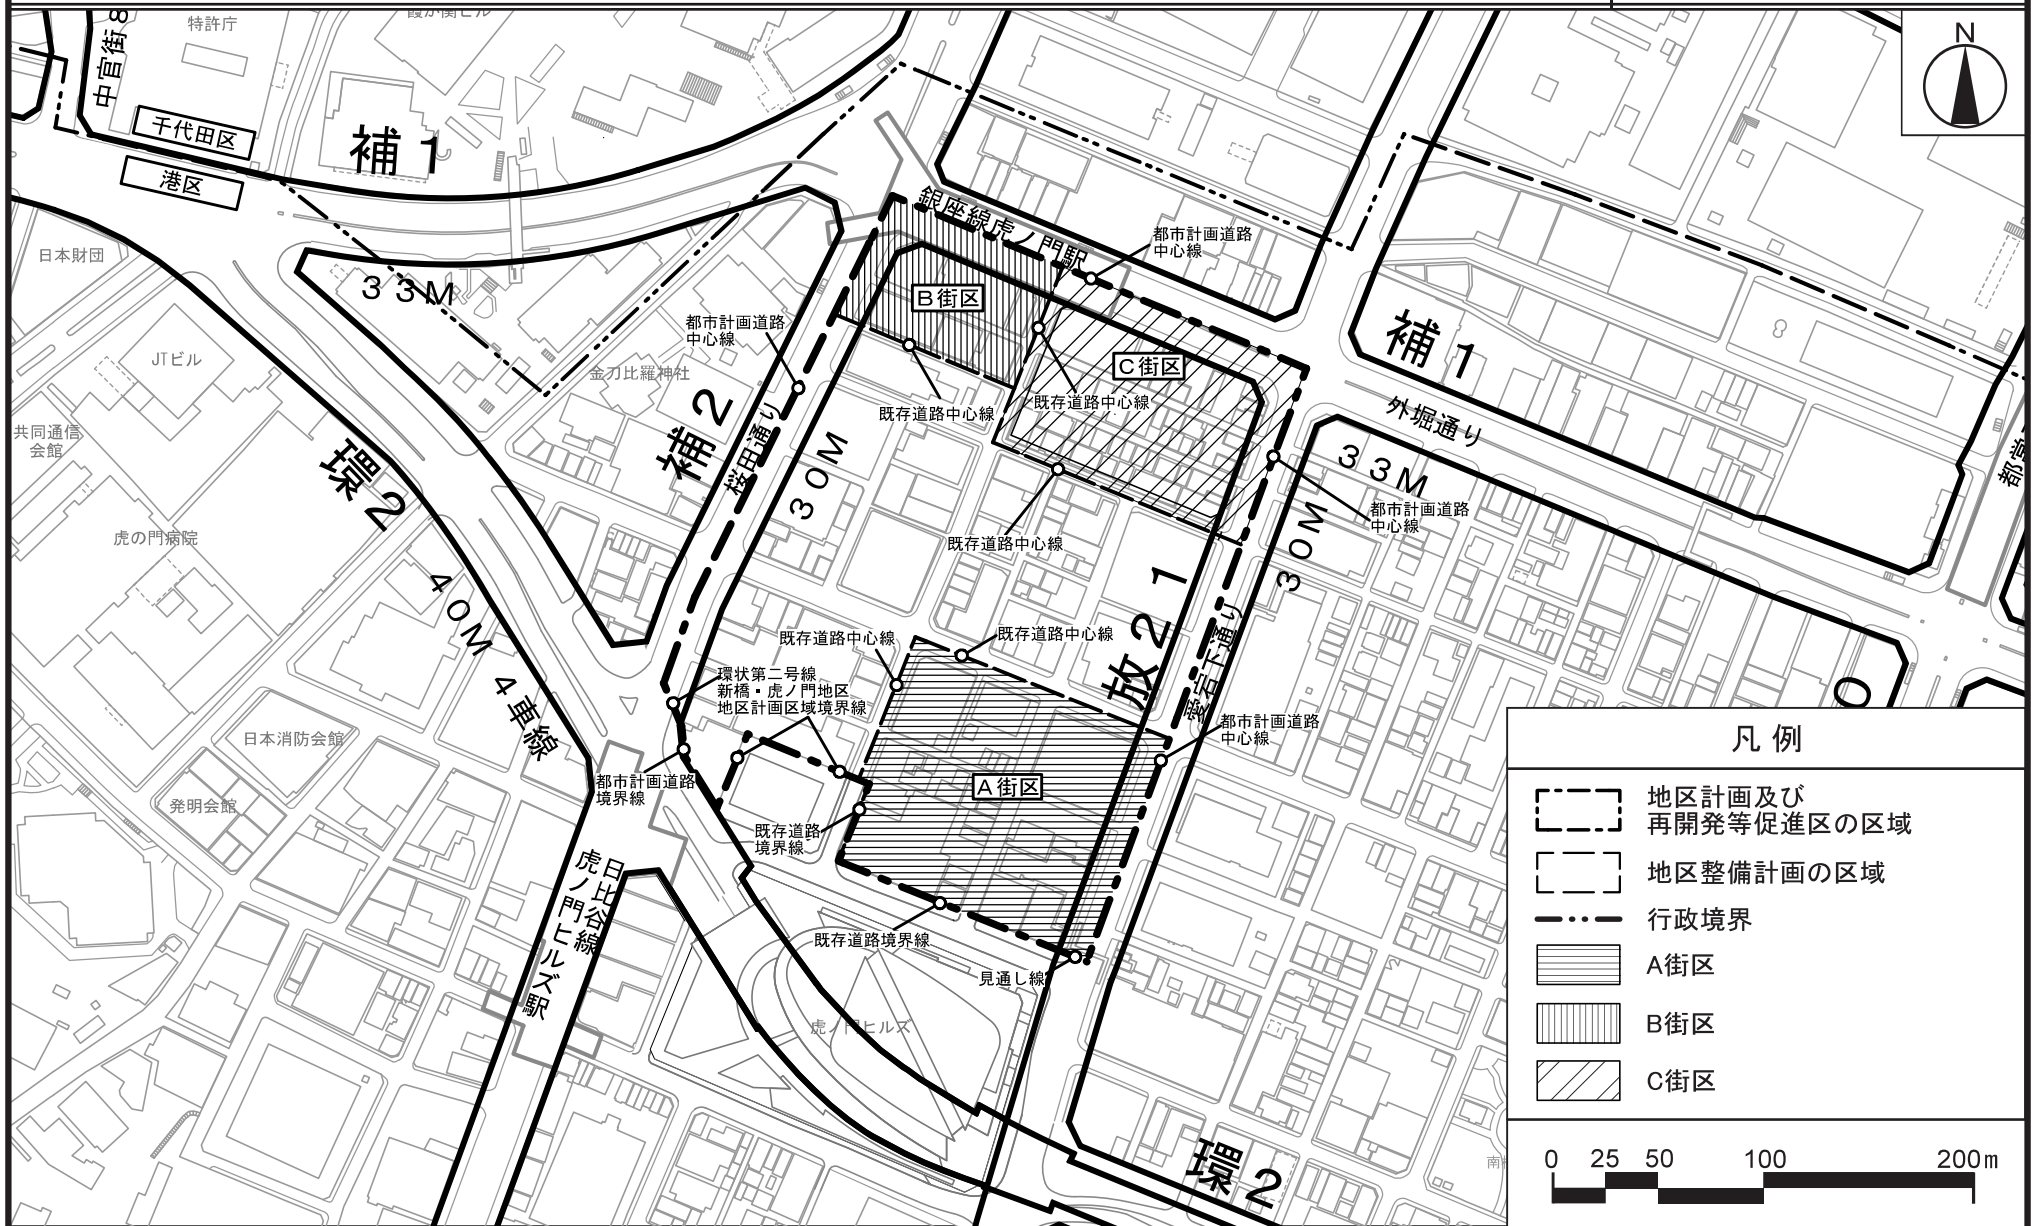 特許庁
霞が関ビル
中官街8
千代田区
港区
補1
N
銀座線虎ノ門駅
都市計画道路
中心線
日本財団
33M
B街区
都市計画道路
中心線
C街区
補1
JTビル
金刀比羅神社
既存道路中心線
既存道路中心線
外堀通り
共同通信
会館
環2
補2
桜田通り
30M
33M
都営
都市計画道路
中心線
虎の門病院
既存道路中心線
30M
40M 4車線
放21
愛宕下通り
既存道路中心線
既存道路中心線
環状第二号線
新橋・虎ノ門地区
地区計画区域境界線
都市計画道路
中心線
日本消防会館
都市計画道路
境界線
A街区
発明会館
既存道路
境界線
日比谷線
虎ノ門ヒルズ駅
既存道路境界線
見通し線
虎ノ門ヒルズ
環2
南桜
凡例
地区計画及び
再開発等促進区の区域
地区整備計画の区域
行政境界
A街区
B街区
C街区
0 25 50 100 200m